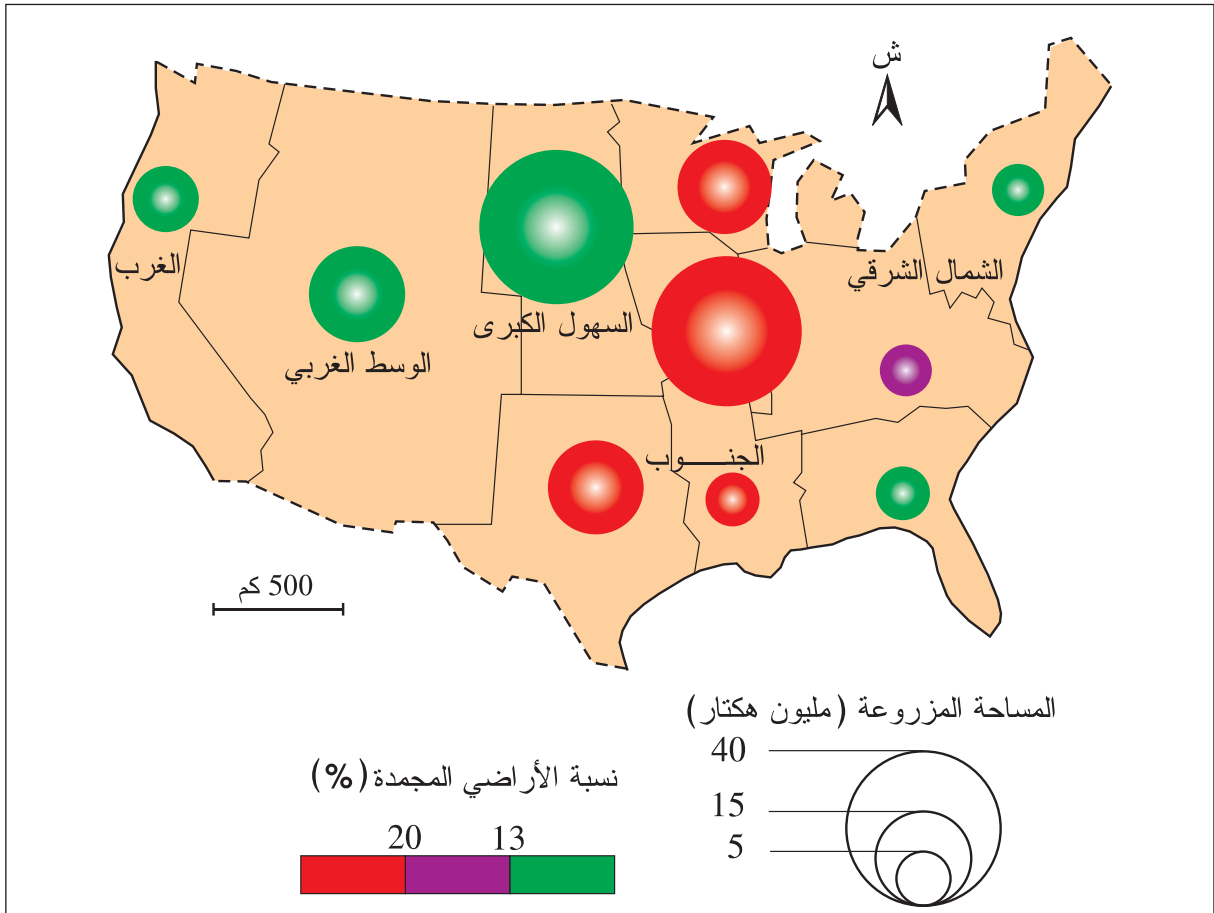 ش
الغرب
الشمال الشرقي
السهول الكبرى
الوسط الغربي
الجنـــــوب
500 كم
المساحة المزروعة (مليون هكتار)
40
15
5
نسبة الأراضي المجمدة (%)
20 13